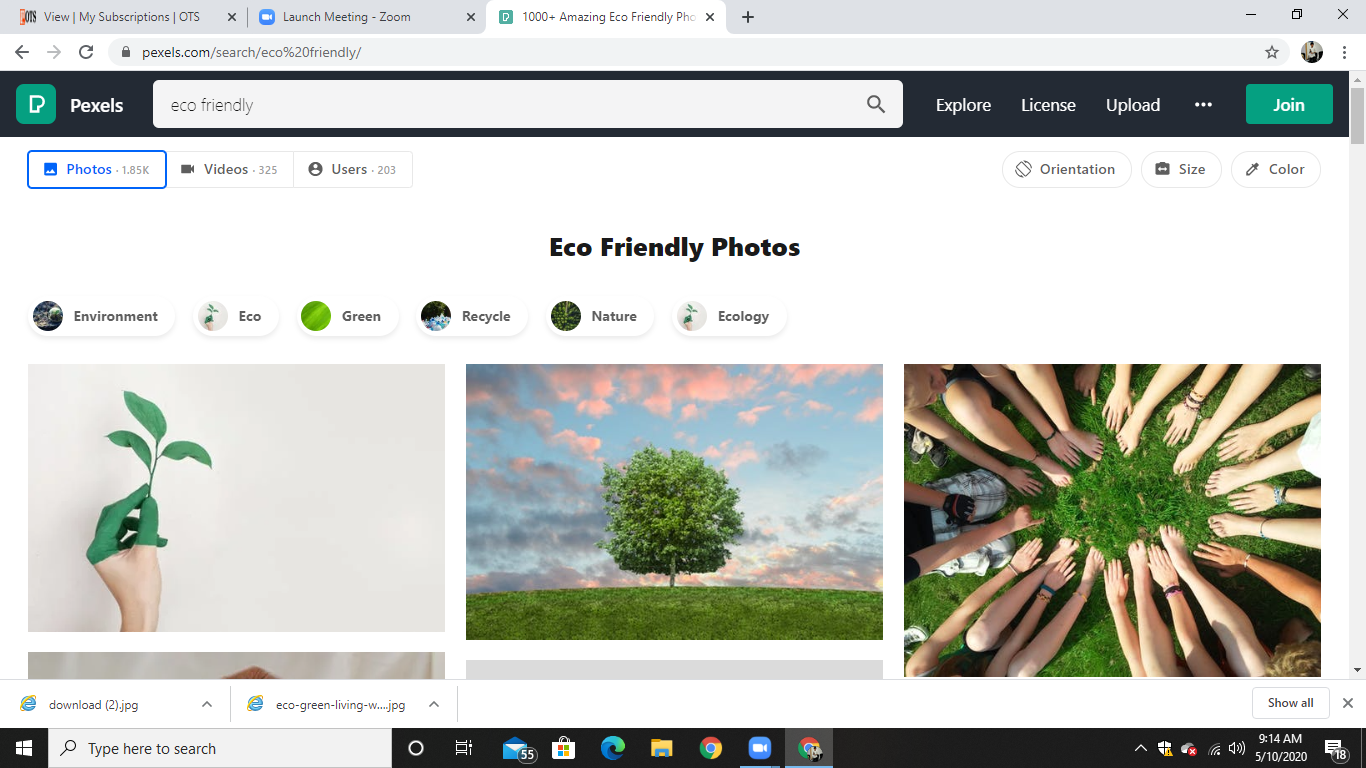 View | My Subscriptions | OTS
Launch Meeting - Zoom
1000+ Amazing Eco Friendly Pho
pexels.com/search/eco%20friendly/
Pexels
eco friendly
Explore
License
Upload
Join
Photos · 1.85K
Videos · 325
Users · 203
Orientation
Size
Color
Eco Friendly Photos
Environment
Eco
Green
Recycle
Nature
Ecology
download (2).jpg
eco-green-living-w....jpg
Show all
Type here to search
55
9:14 AM
5/10/2020
18